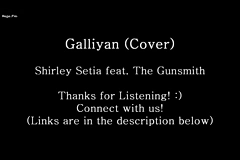 Galliyan (Cover)
Shirley Setia feat. The Gunsmith
Thanks for Listening! :)
Connect with us!
(Links are in the description below)